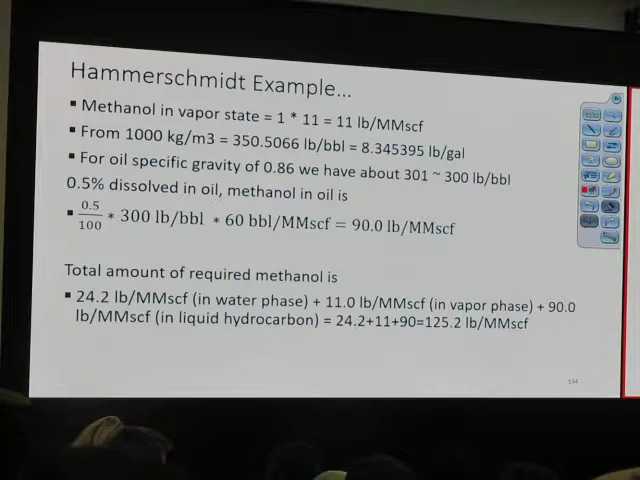 Hammerschmidt Example...
▪ Methanol in vapor state = 1 * 11 = 11 lb/MMscf
▪ From 1000 kg/m3 = 350.5066 lb/bbl = 8.345395 lb/gal
▪ For oil specific gravity of 0.86 we have about 301 ~ 300 lb/bbl
0.5% dissolved in oil, methanol in oil is
▪ 0.5/100 * 300 lb/bbl * 60 bbl/MMscf = 90.0 lb/MMscf
Total amount of required methanol is
▪ 24.2 lb/MMscf (in water phase) + 11.0 lb/MMscf (in vapor phase) + 90.0
lb/MMscf (in liquid hydrocarbon) = 24.2+11+90=125.2 lb/MMscf
134